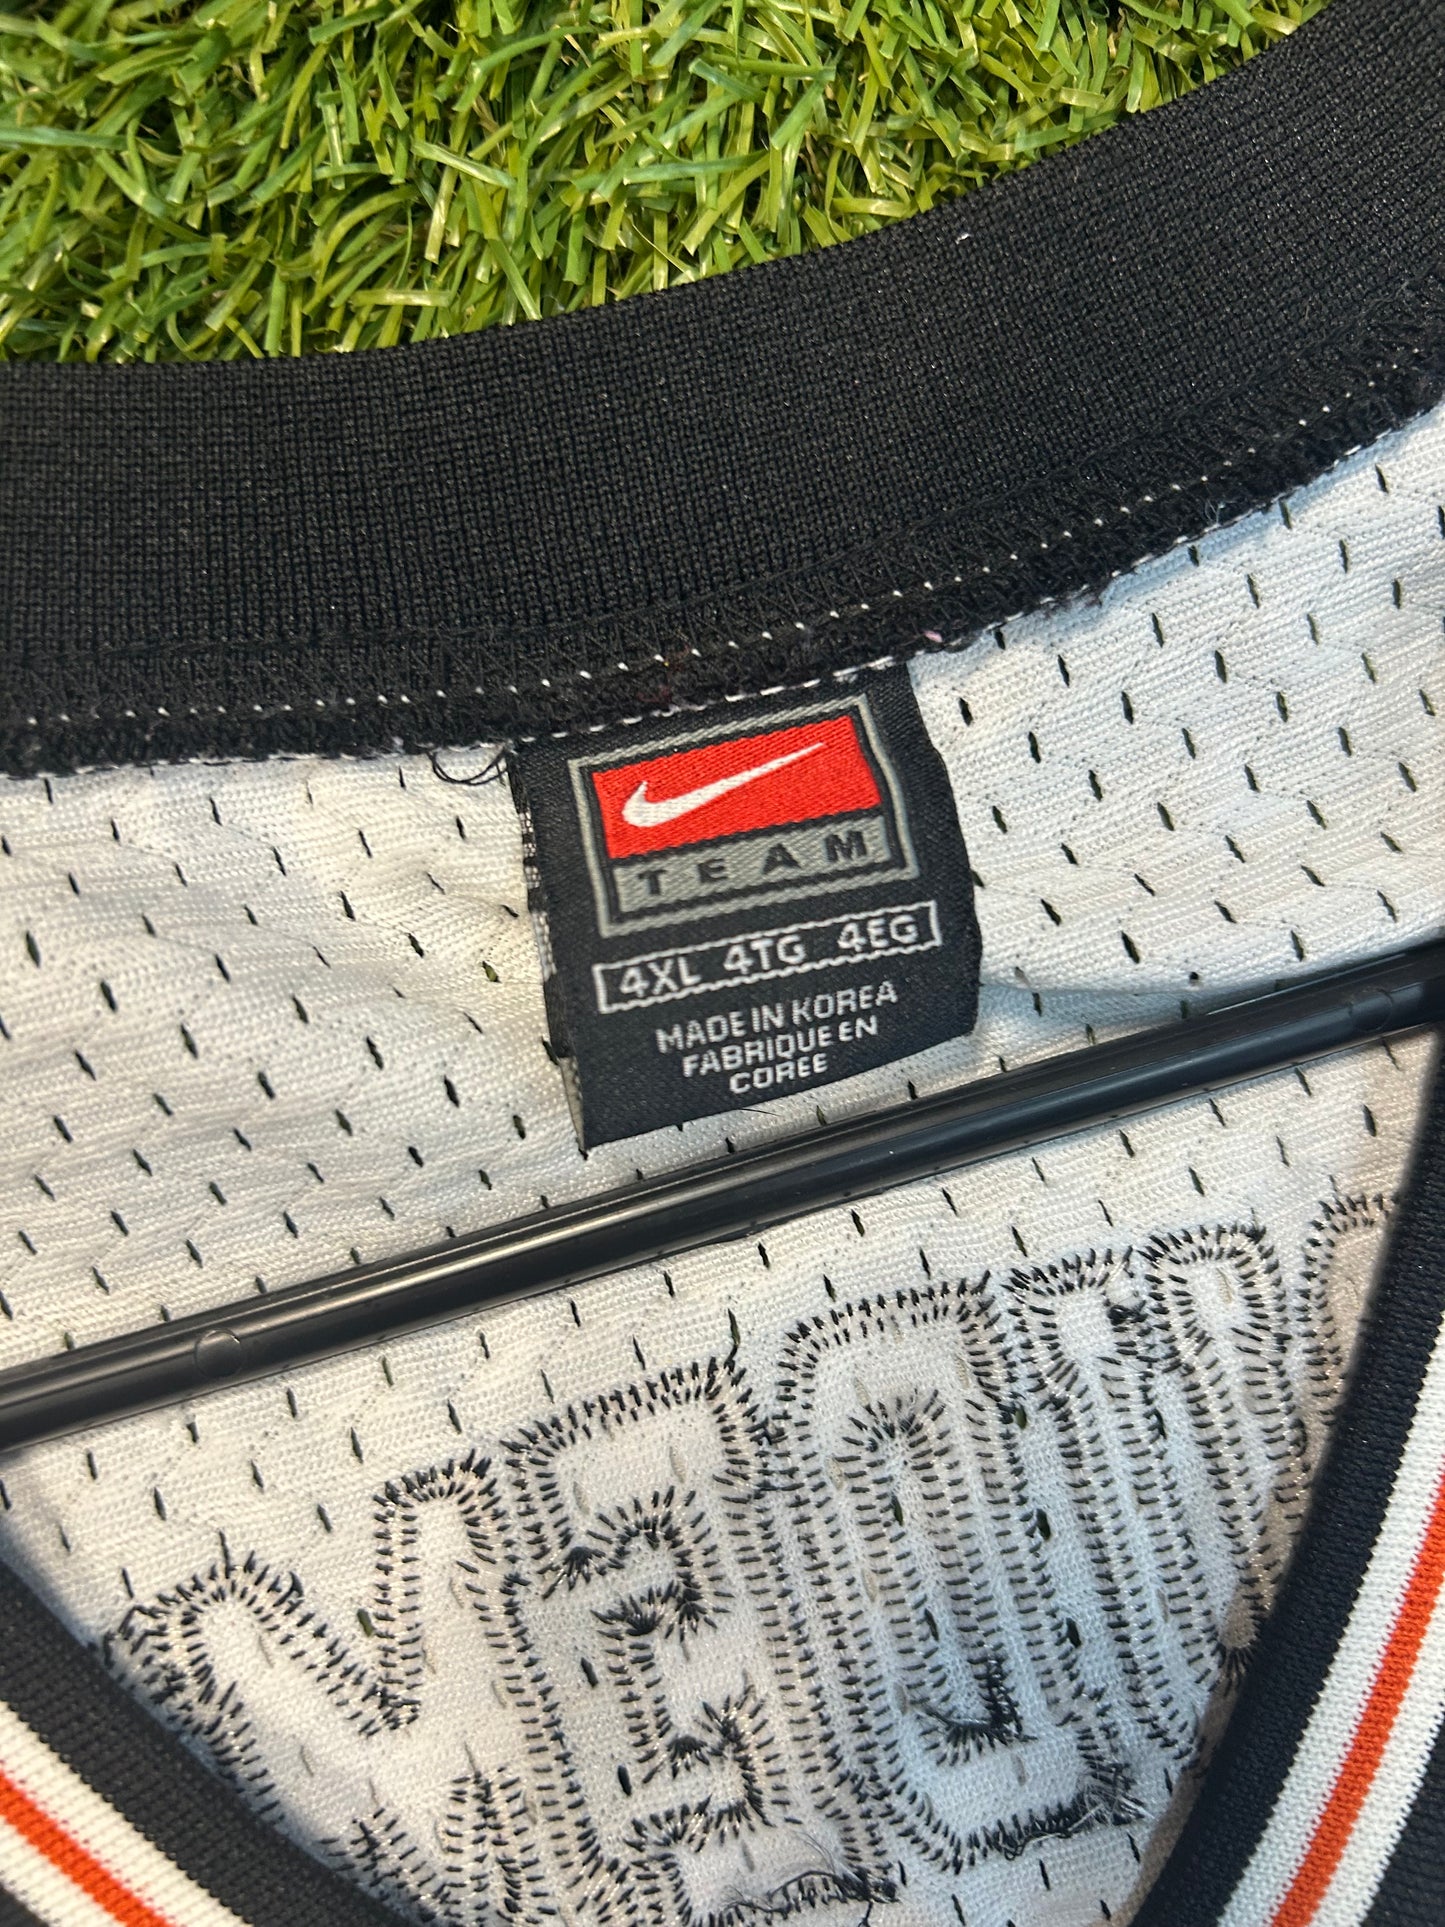 TEAM
4XL 4TG 4EG
MADE IN KOREA
FABRIQUE EN
COREE